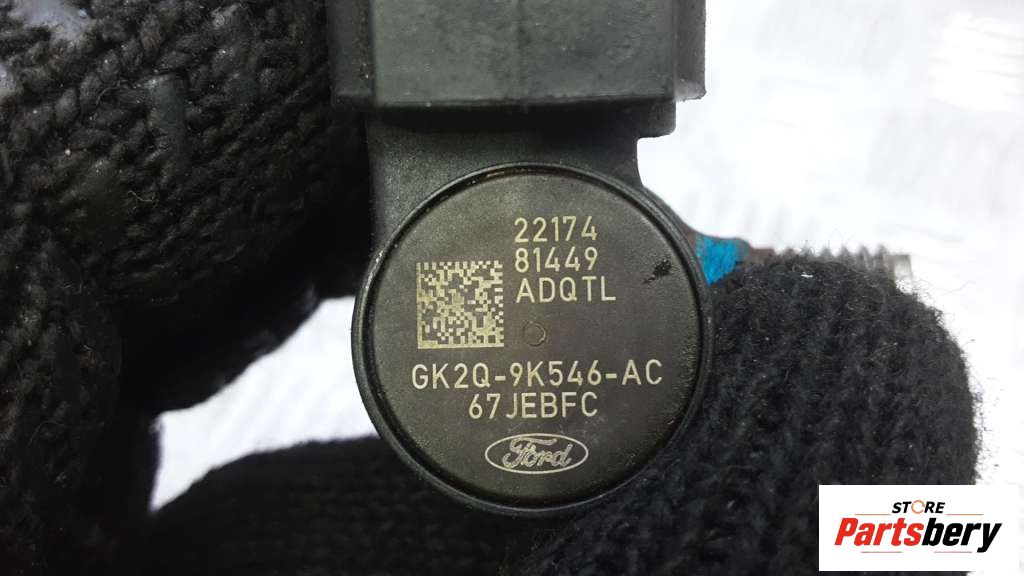 22174
81449
ADQTL
GK2Q-9K546-AC
67JEBFC
Ford
STORE
Partsbery